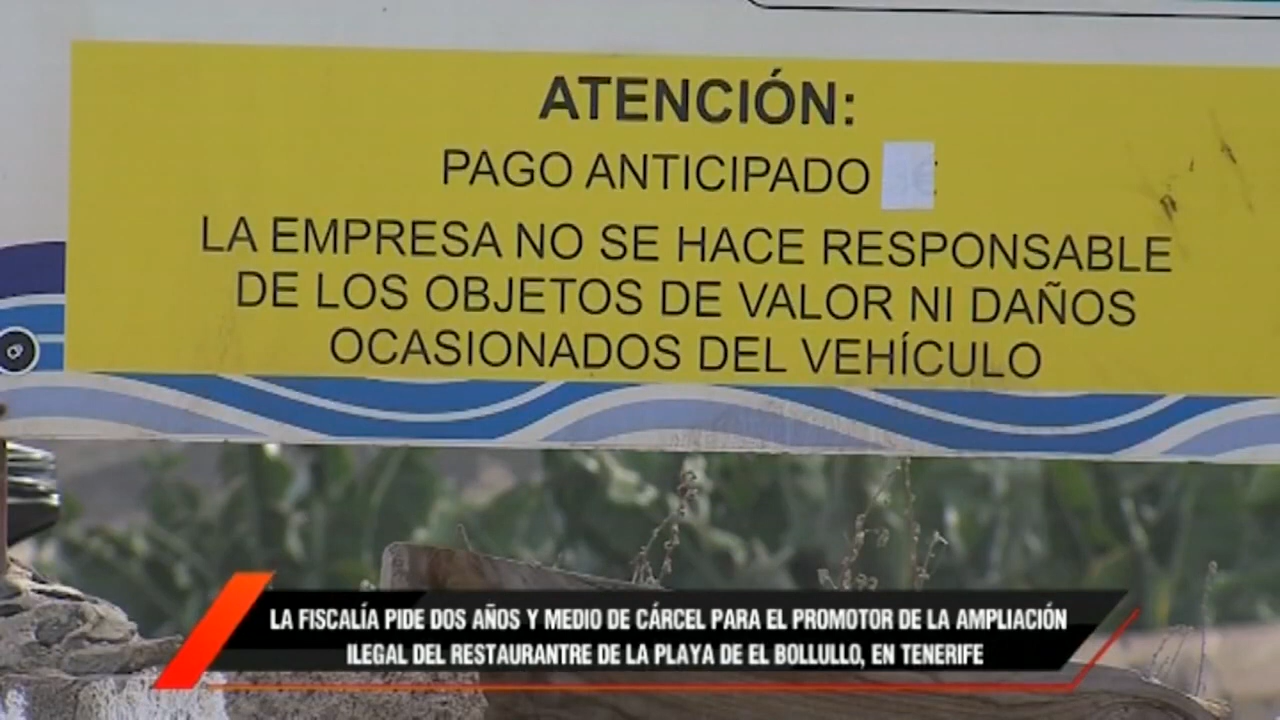 ATENCIÓN:
PAGO ANTICIPADO
LA EMPRESA NO SE HACE RESPONSABLE
DE LOS OBJETOS DE VALOR NI DAÑOS
OCASIONADOS DEL VEHÍCULO
LA FISCALÍA PIDE DOS AÑOS Y MEDIO DE CÁRCEL PARA EL PROMOTOR DE LA AMPLIACIÓN
ILEGAL DEL RESTAURANTRE DE LA PLAYA DE EL BOLLULLO, EN TENERIFE